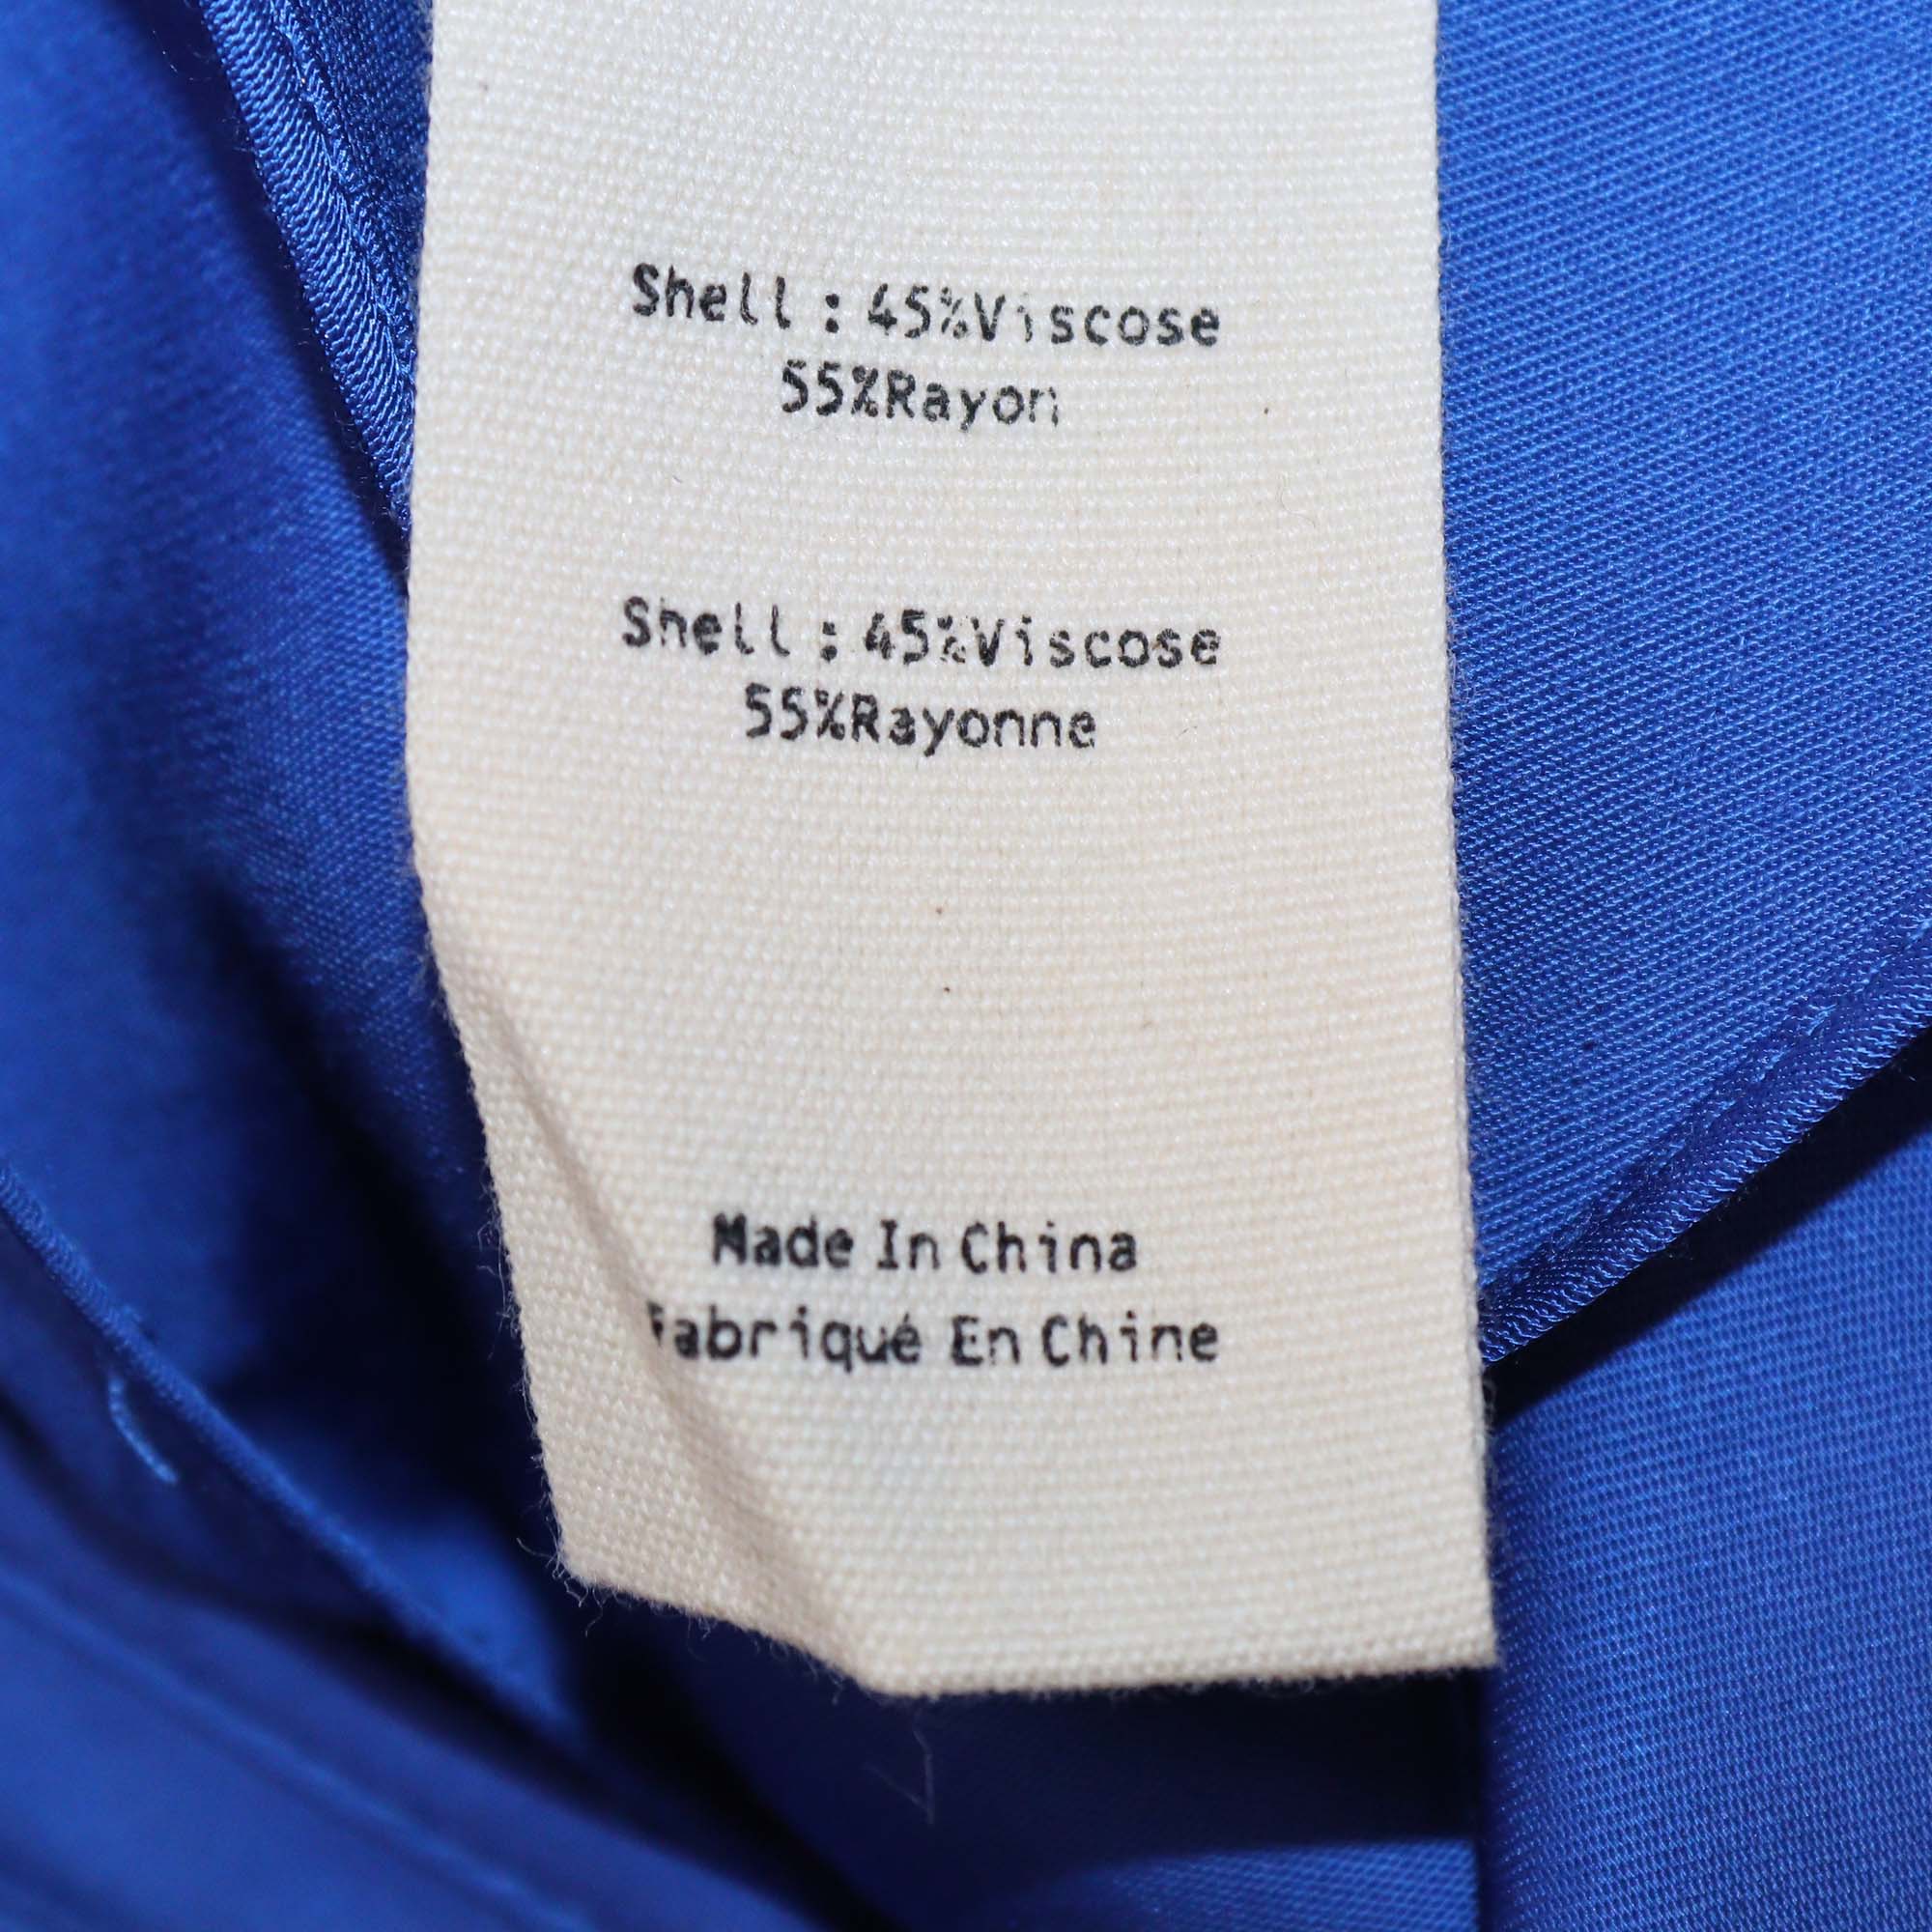 Shell: 45%Viscose
55%Rayon
Shell: 45%Viscose
55%Rayonne
Made In China
Fabriqué En Chine